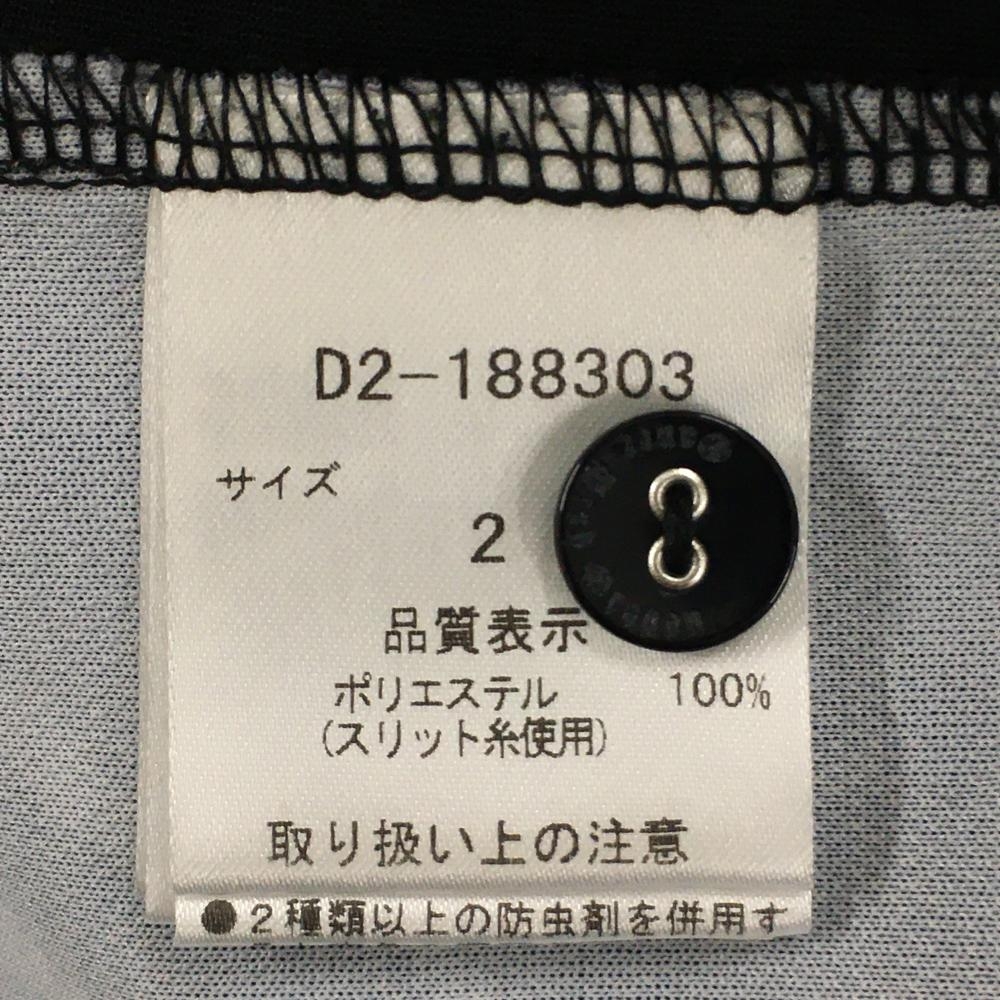 D2-188303
サイズ
2
品質表示
ポリエステル 100%
(スリット糸使用)
取り扱い上の注意
●2種類以上の防虫剤を併用す